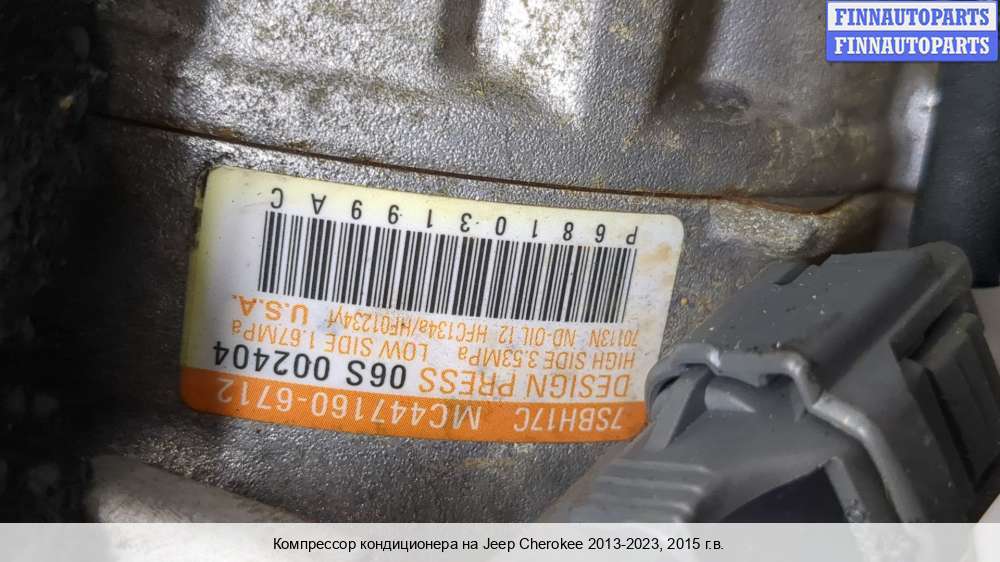 FINNAUTOPARTS
FINNAUTOPARTS
7SBH17C MC447160-6712
DESIGN PRESS 06S 002404
HIGH SIDE 3.53MPa LOW SIDE 1.67MPa
70113N ND-OIL 12 HFC134a/HFO1234yf U.S.A.
P68103199AC
Компрессор кондиционера на Jeep Cherokee 2013-2023, 2015 г.в.